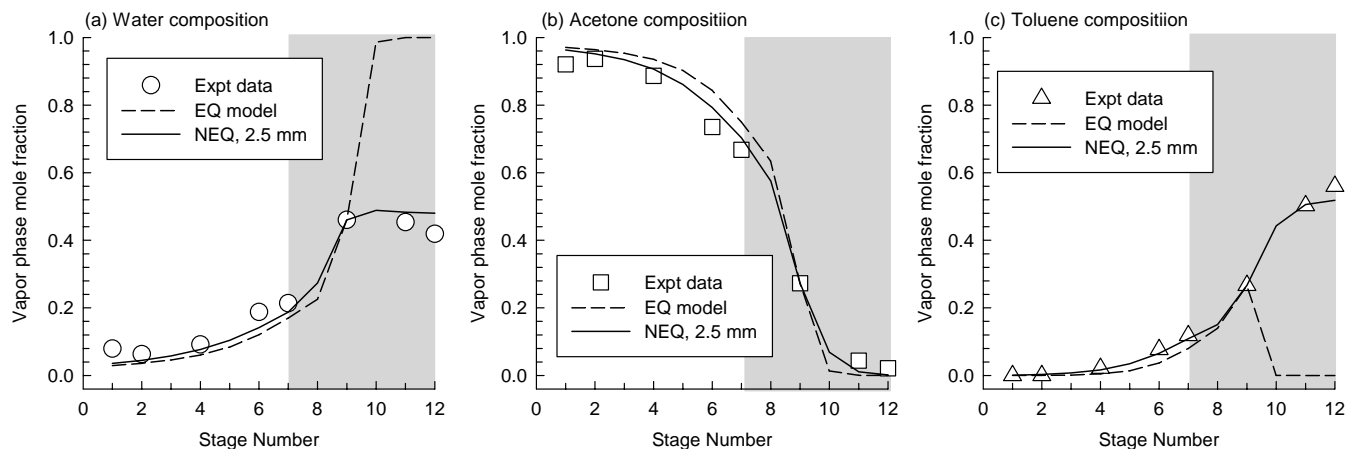 (a) Water composition
1.0
0.8
0.6
0.4
0.2
0.0
Vapor phase mole fraction
Expt data
EQ model
NEQ, 2.5 mm
0 2 4 6 8 10 12
Stage Number
(b) Acetone compositiion
1.0
0.8
0.6
0.4
0.2
0.0
Vapor phase mole fraction
Expt data
EQ model
NEQ, 2.5 mm
0 2 4 6 8 10 12
Stage Number
(c) Toluene compositiion
1.0
0.8
0.6
0.4
0.2
0.0
Vapor phase mole fraction
Expt data
EQ model
NEQ, 2.5 mm
0 2 4 6 8 10 12
Stage Number